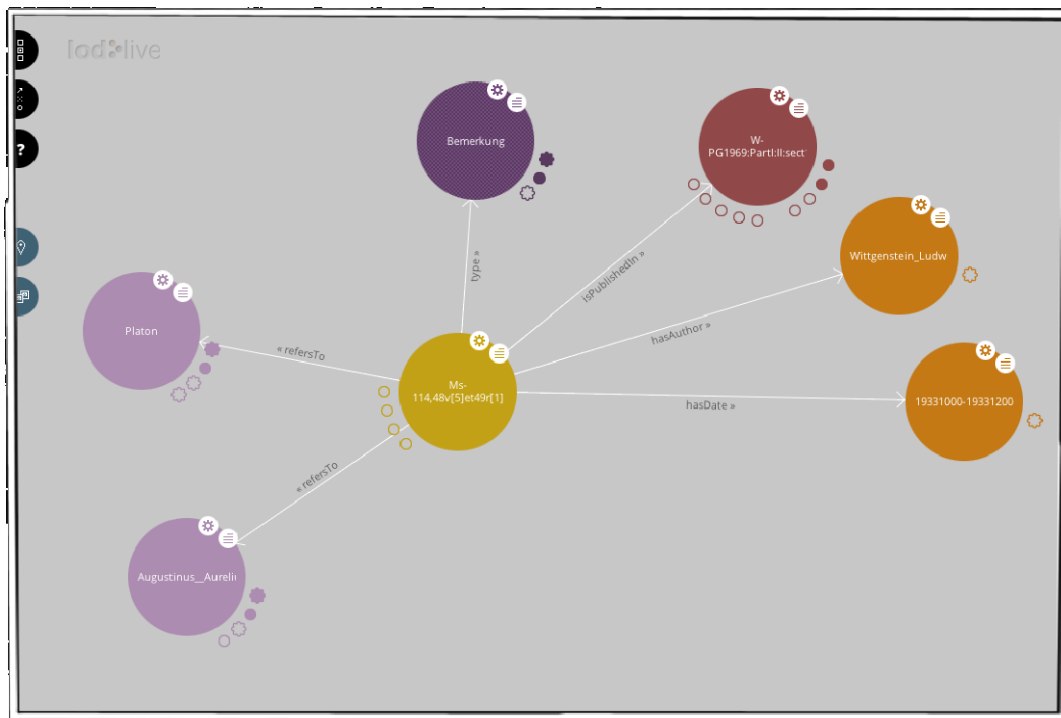 lod live
?
Bemerkung
W-
PG1969:PartI:II:sect
Wittgenstein_Ludw
type »
isPublishedIn »
hasAuthor »
Platon
« refersTo
Ms-
114,48v[5]et49r[1]
hasDate »
19331000-19331200
« refersTo
Augustinus__Aureli